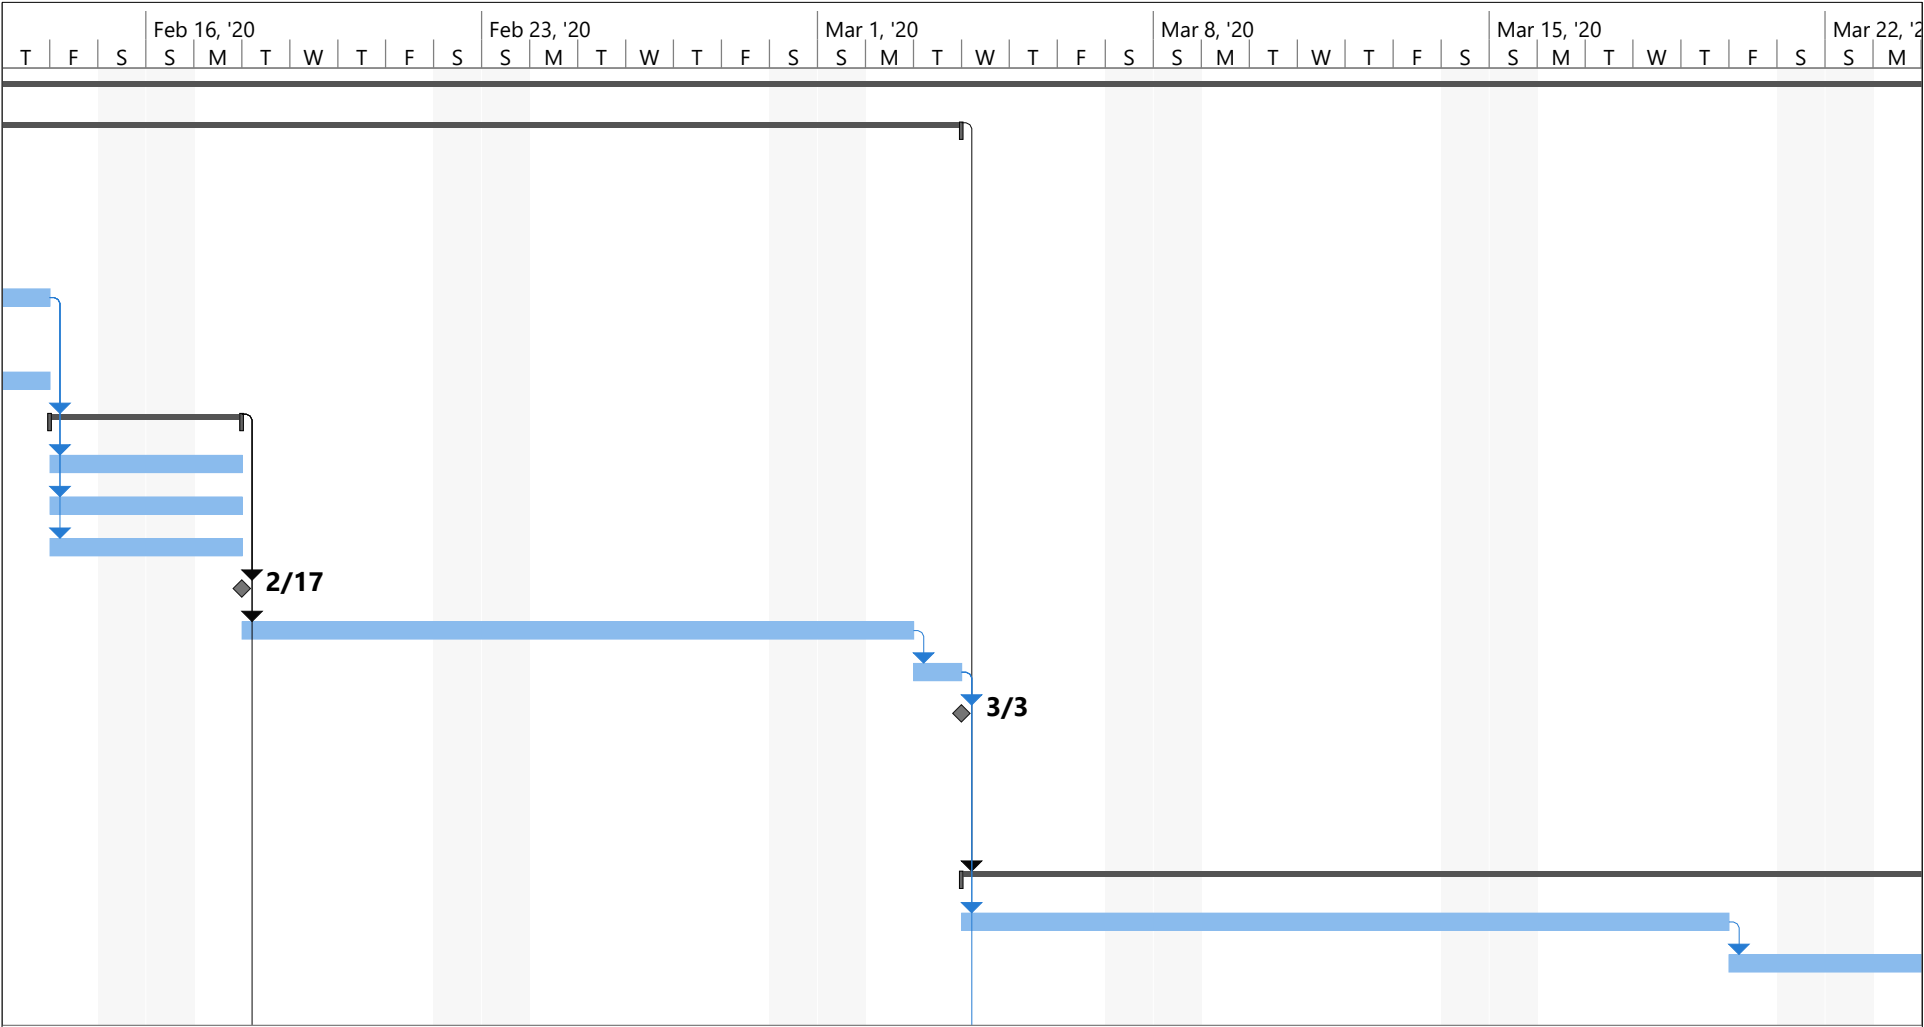 Feb 16, '20 Feb 23, '20 Mar 1, '20 Mar 8, '20 Mar 15, '20 Mar 22, '2
T F S S M T W T F S S M T W T F S S M T W T F S S M T W T F S S M T W T F S S M
2/17
3/3